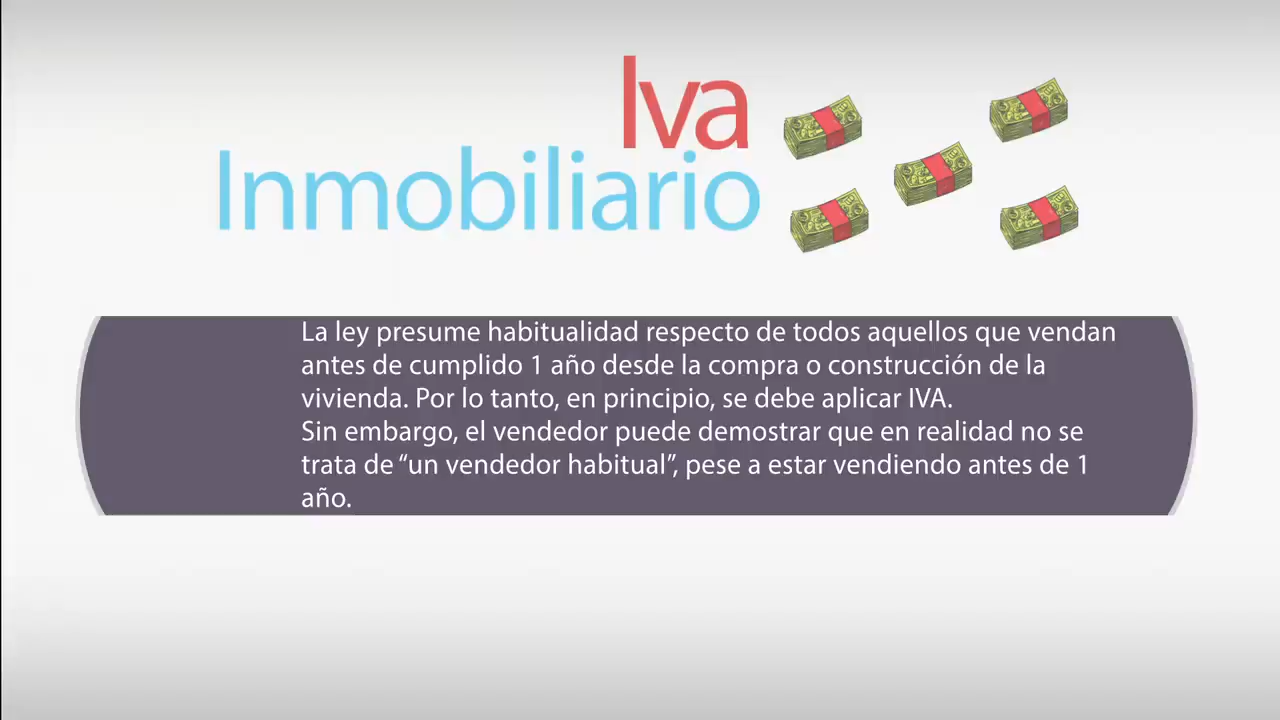 Iva
Inmobiliario
La ley presume habitualidad respecto de todos aquellos que vendan
antes de cumplido 1 año desde la compra o construcción de la
vivienda. Por lo tanto, en principio, se debe aplicar IVA.
Sin embargo, el vendedor puede demostrar que en realidad no se
trata de “un vendedor habitual”, pese a estar vendiendo antes de 1
año.